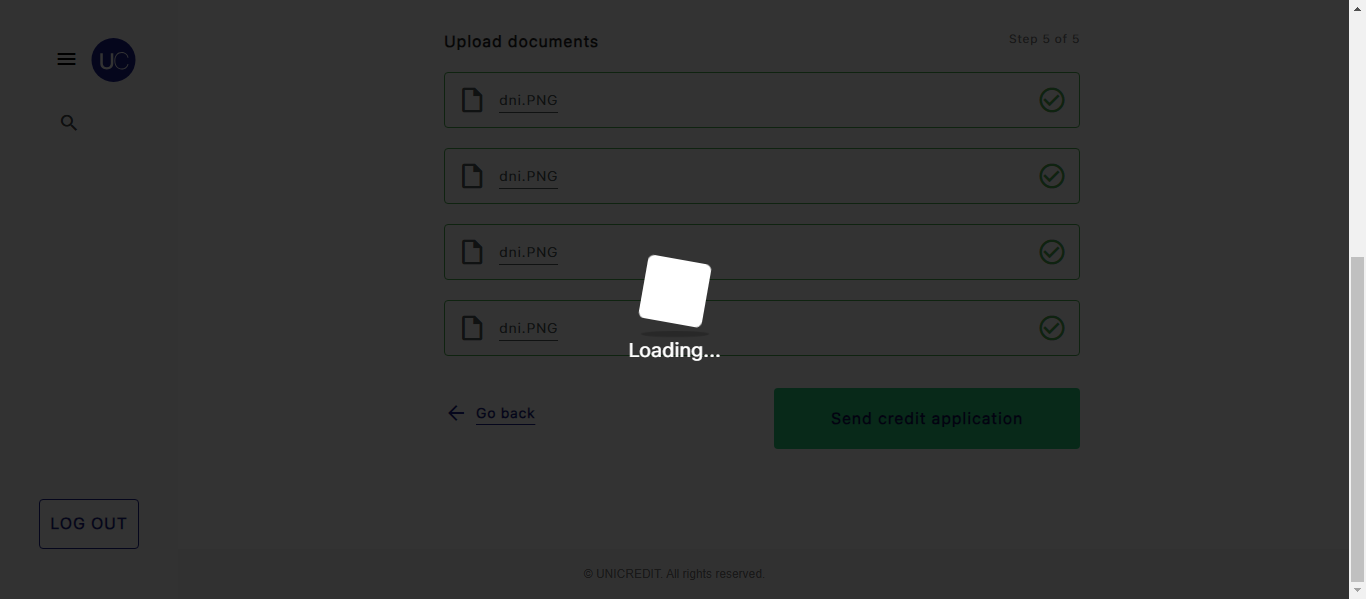 UC
Upload documents
Step 5 of 5
dni.PNG
dni.PNG
dni.PNG
dni.PNG
Loading...
Go back
Send credit application
LOG OUT
© UNICREDIT. All rights reserved.